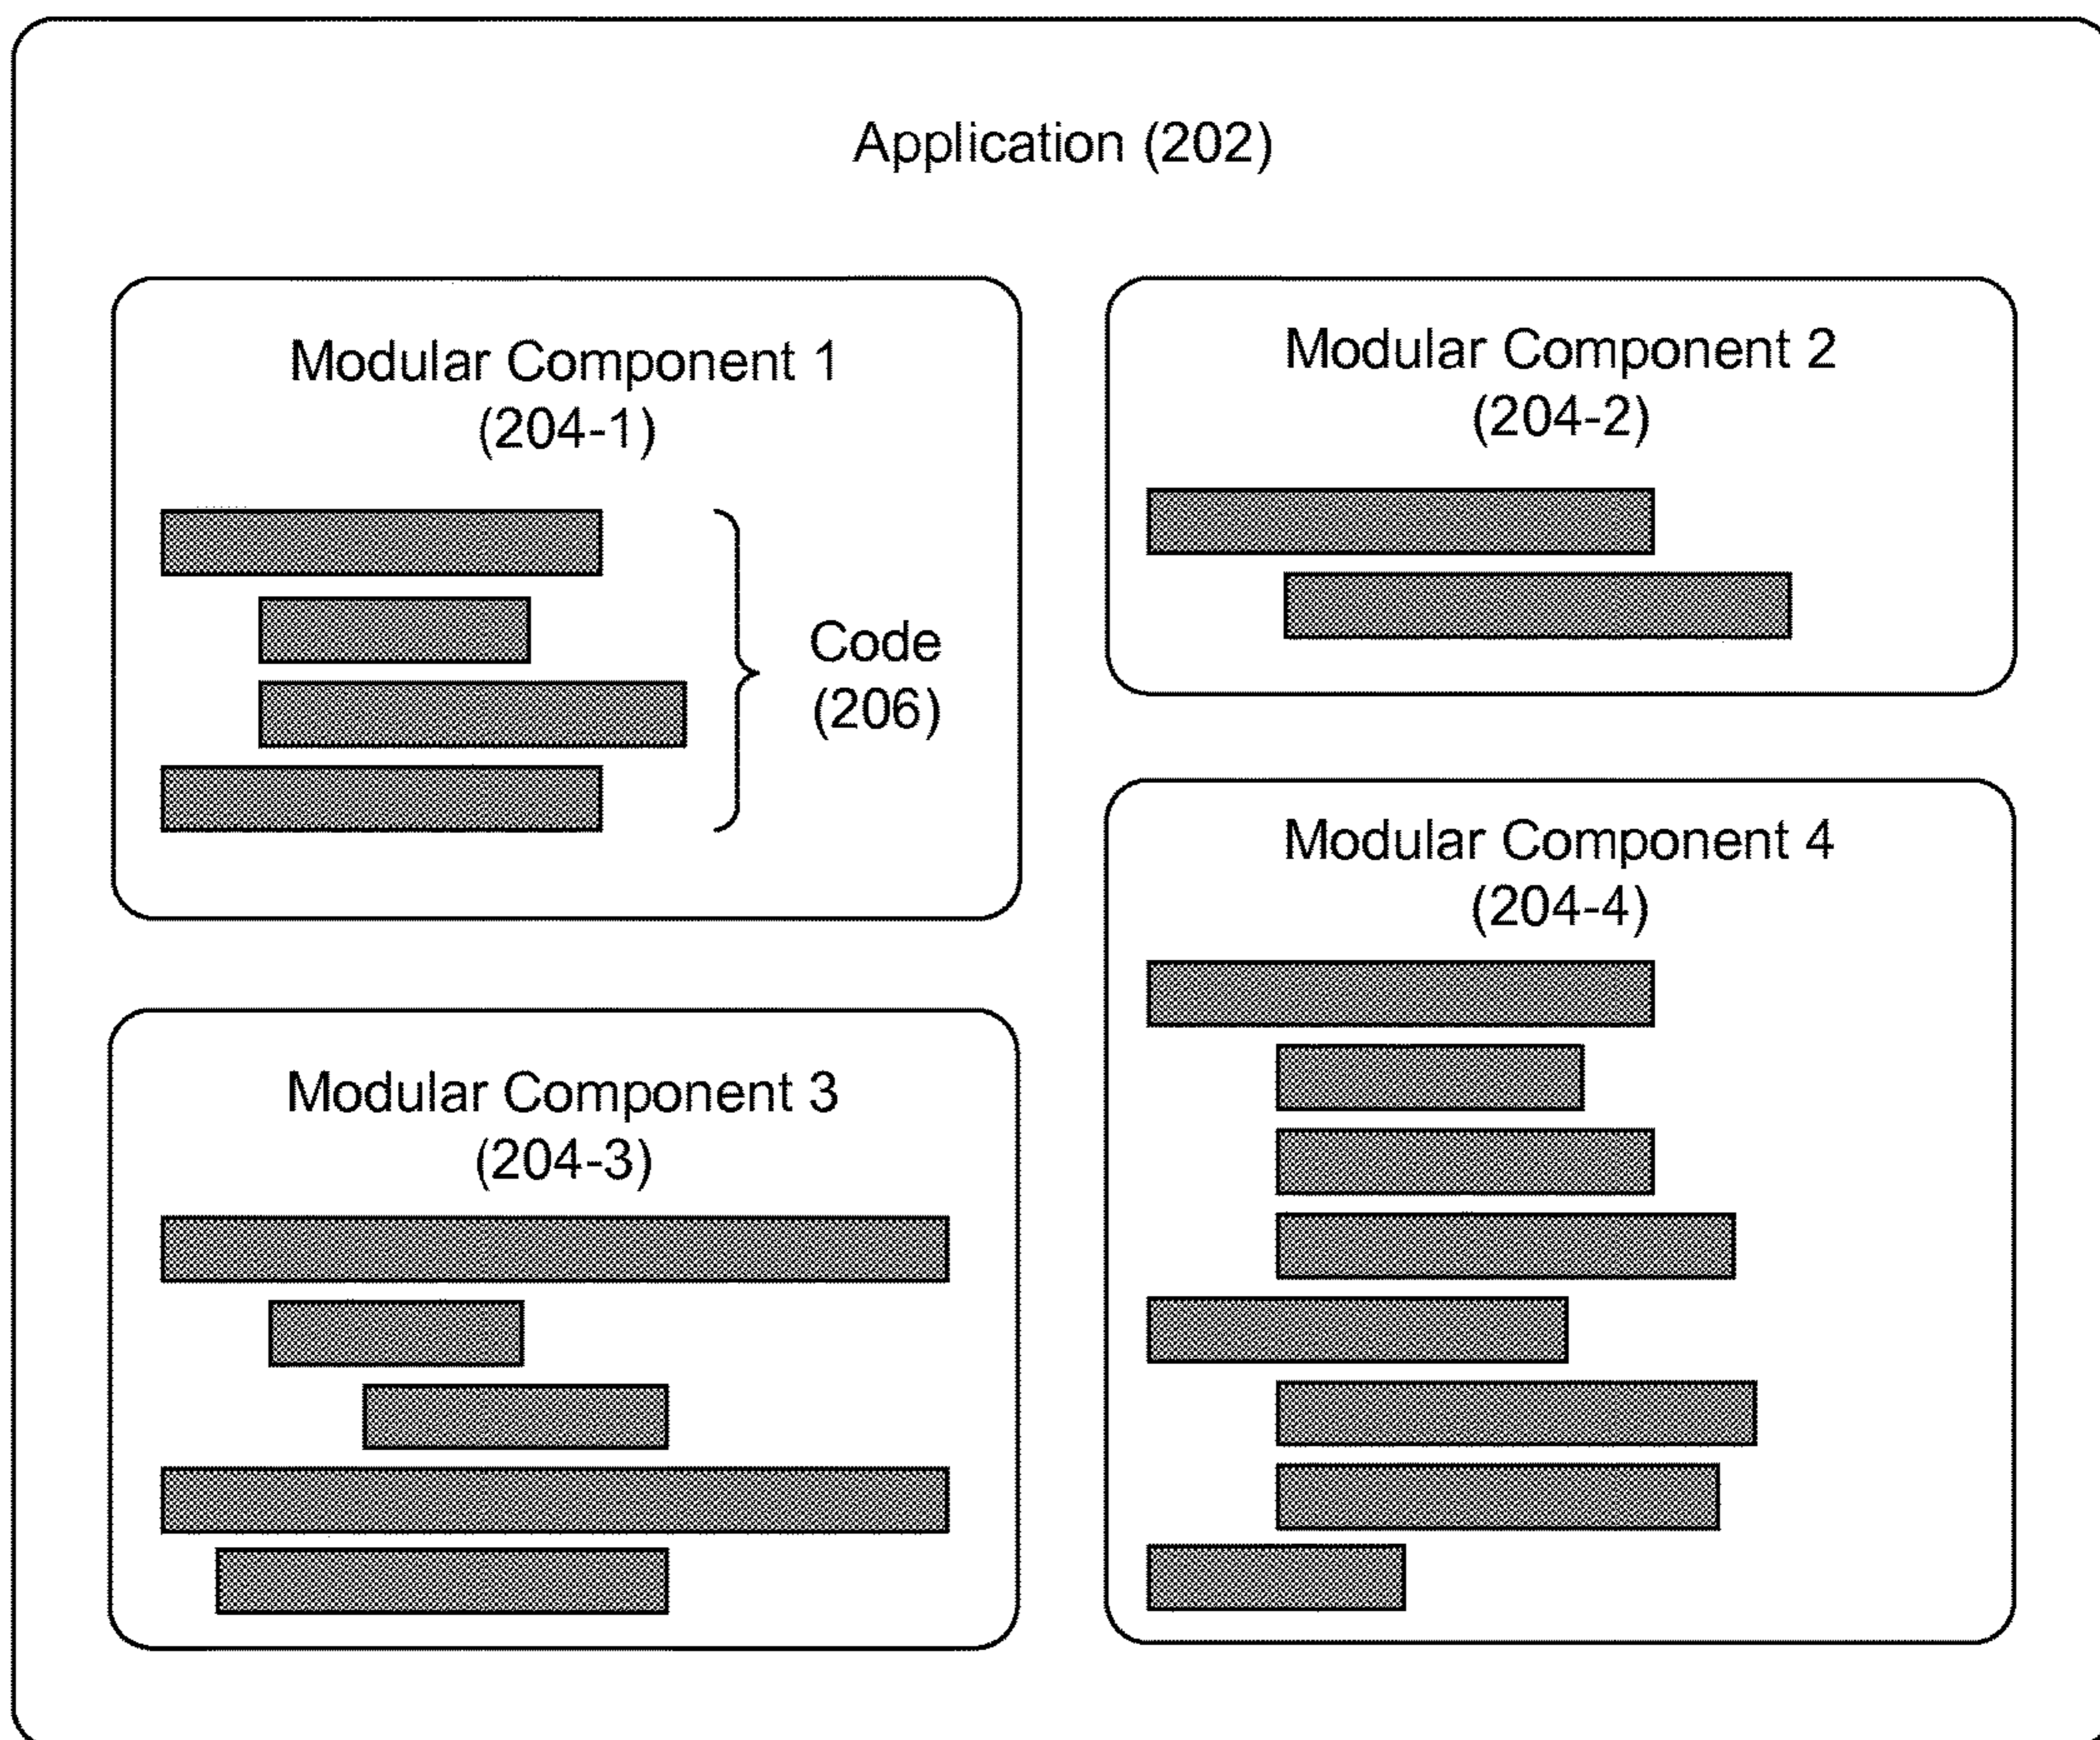 Application (202)
Modular Component 1
(204-1)
Code
(206)
Modular Component 2
(204-2)
Modular Component 3
(204-3)
Modular Component 4
(204-4)